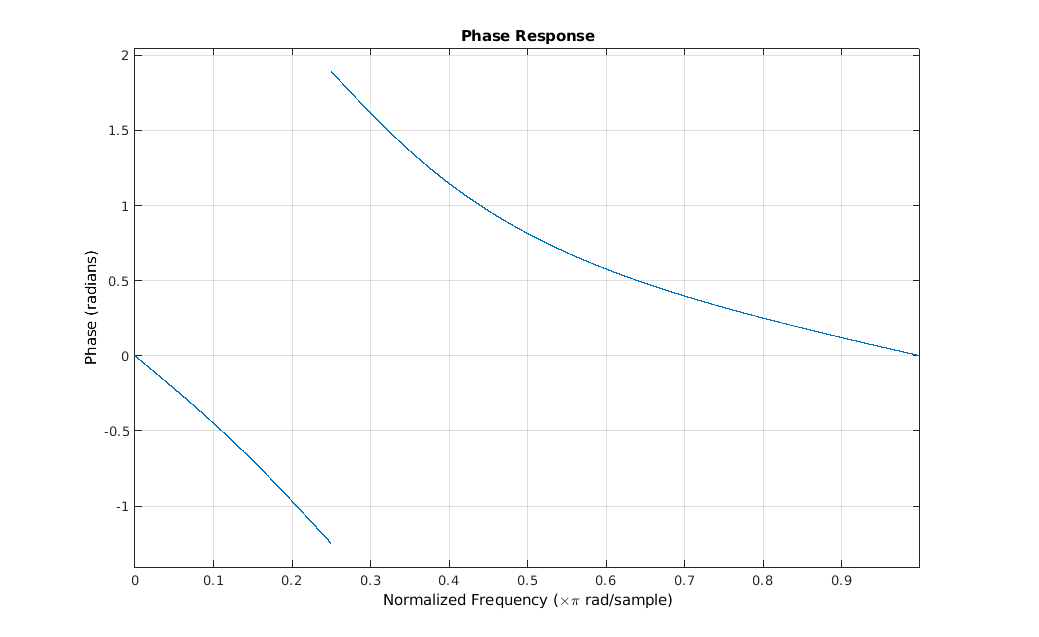 Phase Response
2
1.5
1
0.5
0
-0.5
-1
Phase (radians)
0 0.1 0.2 0.3 0.4 0.5 0.6 0.7 0.8 0.9
Normalized Frequency (×π rad/sample)